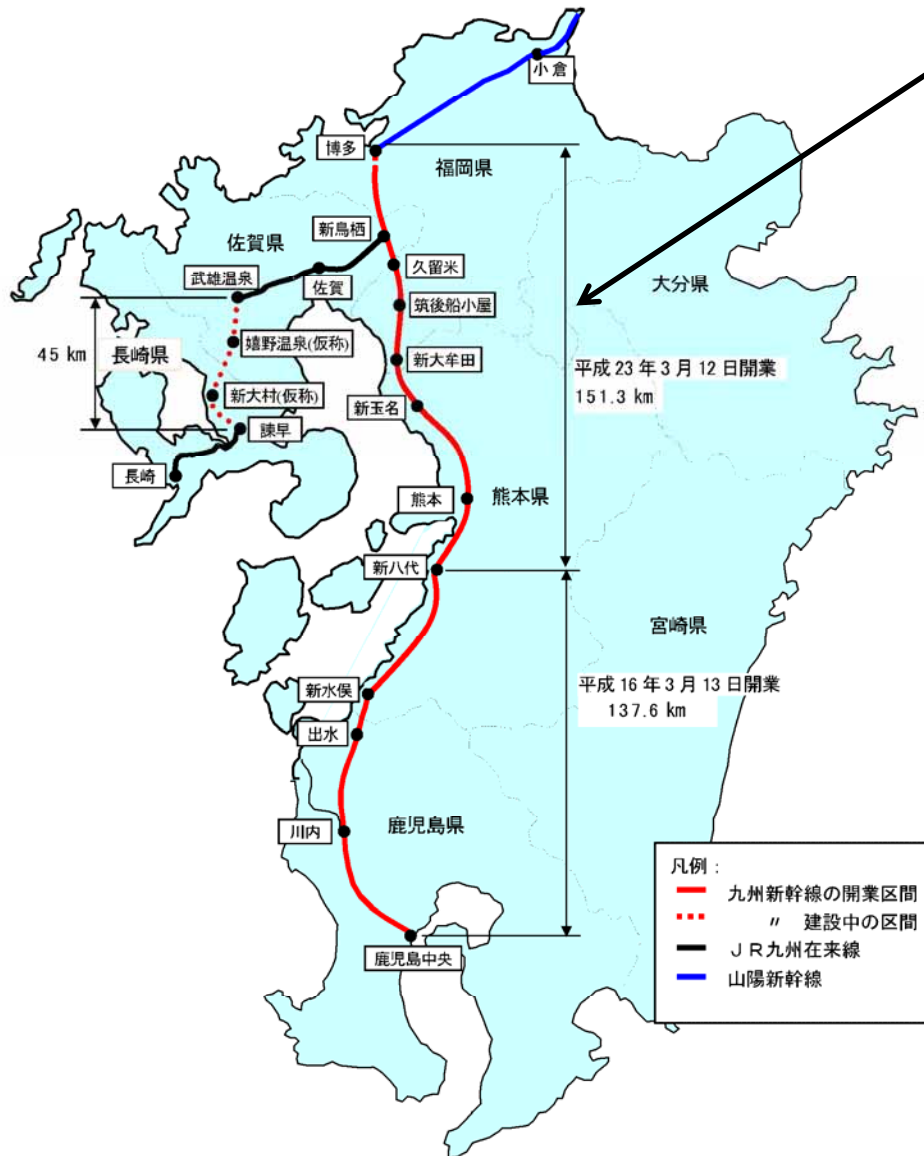 小倉
博多
福岡県
新鳥栖
佐賀県
久留米
武雄温泉
佐賀
大分県
筑後船小屋
嬉野温泉(仮称)
45 km
長崎県
新大牟田
平成23年3月12日開業
151.3 km
新大村(仮称)
新玉名
諫早
長崎
熊本
熊本県
新八代
宮崎県
新水俣
平成16年3月13日開業
137.6 km
出水
川内
鹿児島県
鹿児島中央
凡例：
九州新幹線の開業区間
〃 建設中の区間
ＪＲ九州在来線
山陽新幹線